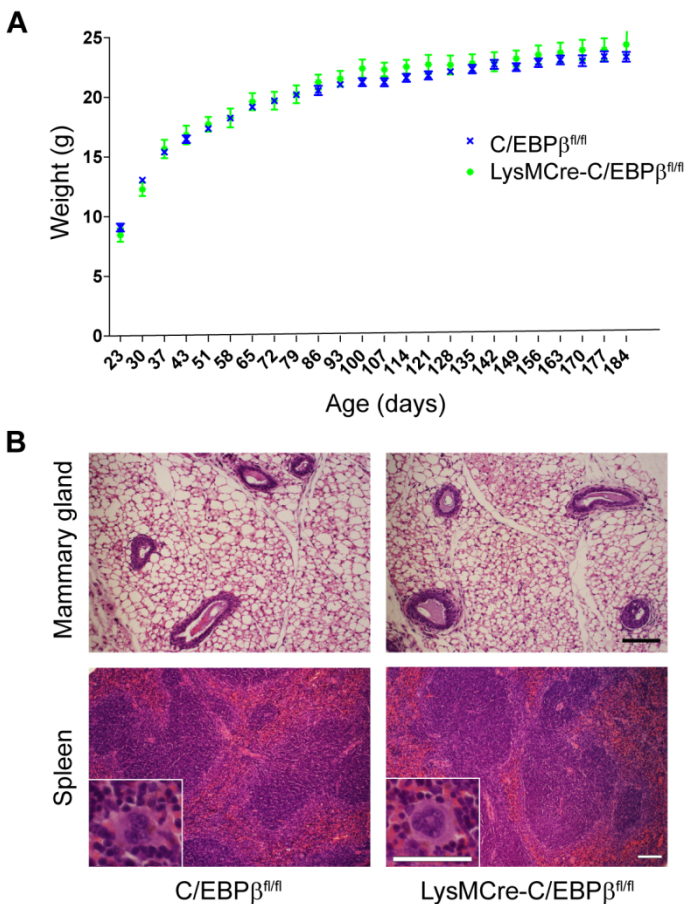 A
25
20
15
10
5
0
Weight (g)
C/EBPβfl/fl
LysMCre-C/EBPβfl/fl
23 30 37 43 51 58 65 72 79 86 93 100 107 114 121 128 135 142 149 156 163 170 177 184
Age (days)
B
Mammary gland
Spleen
C/EBPβfl/fl LysMCre-C/EBPβfl/fl